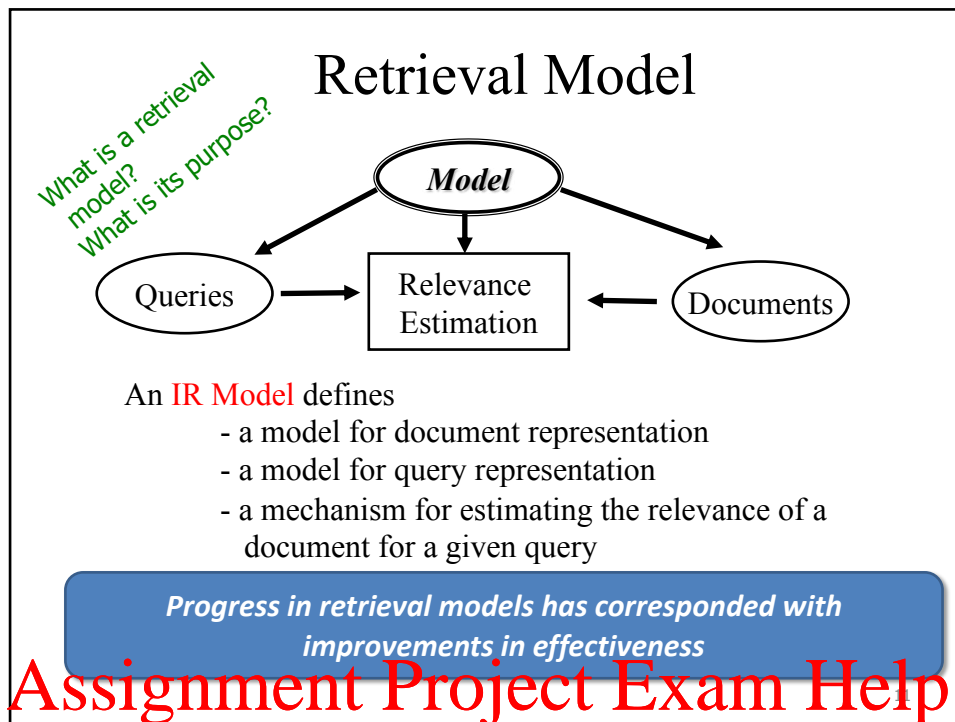 Retrieval Model
What is a retrieval
model?
What is its purpose?
Model
Queries
Relevance
Estimation
Documents
An IR Model defines
- a model for document representation
- a model for query representation
- a mechanism for estimating the relevance of a
document for a given query
Progress in retrieval models has corresponded with
improvements in effectiveness
Assignment Project Exam Help